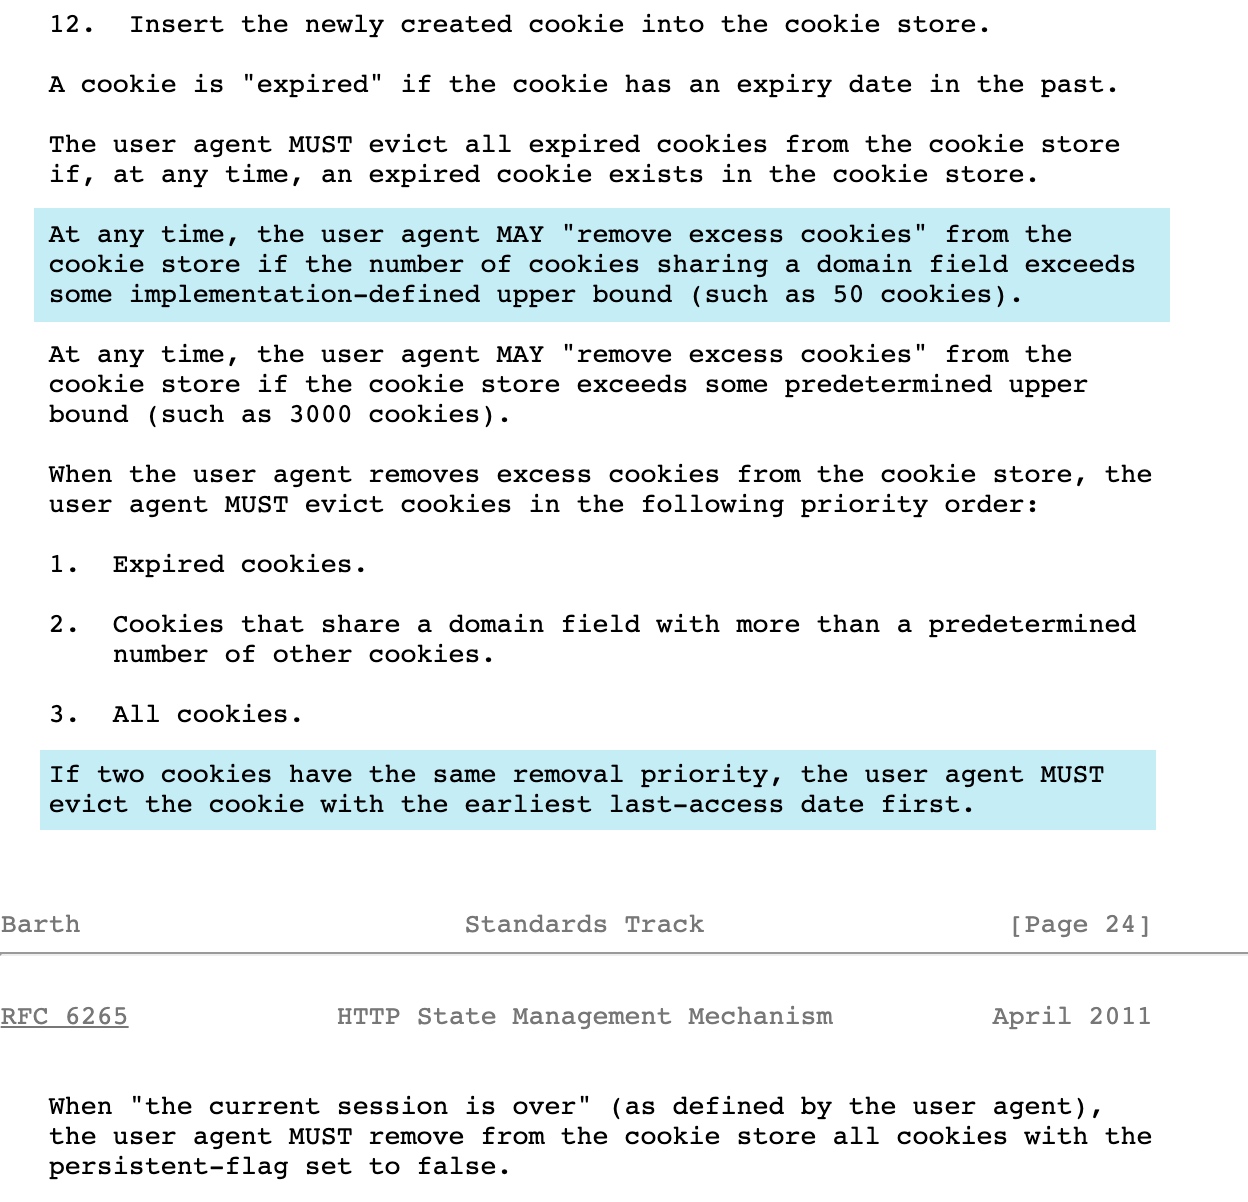 12.  Insert the newly created cookie into the cookie store.
A cookie is "expired" if the cookie has an expiry date in the past.
The user agent MUST evict all expired cookies from the cookie store
if, at any time, an expired cookie exists in the cookie store.
At any time, the user agent MAY "remove excess cookies" from the
cookie store if the number of cookies sharing a domain field exceeds
some implementation-defined upper bound (such as 50 cookies).
At any time, the user agent MAY "remove excess cookies" from the
cookie store if the cookie store exceeds some predetermined upper
bound (such as 3000 cookies).
When the user agent removes excess cookies from the cookie store, the
user agent MUST evict cookies in the following priority order:
1.  Expired cookies.
2.  Cookies that share a domain field with more than a predetermined
number of other cookies.
3.  All cookies.
If two cookies have the same removal priority, the user agent MUST
evict the cookie with the earliest last-access date first.
Barth Standards Track [Page 24]
RFC 6265 HTTP State Management Mechanism April 2011
When "the current session is over" (as defined by the user agent),
the user agent MUST remove from the cookie store all cookies with the
persistent-flag set to false.